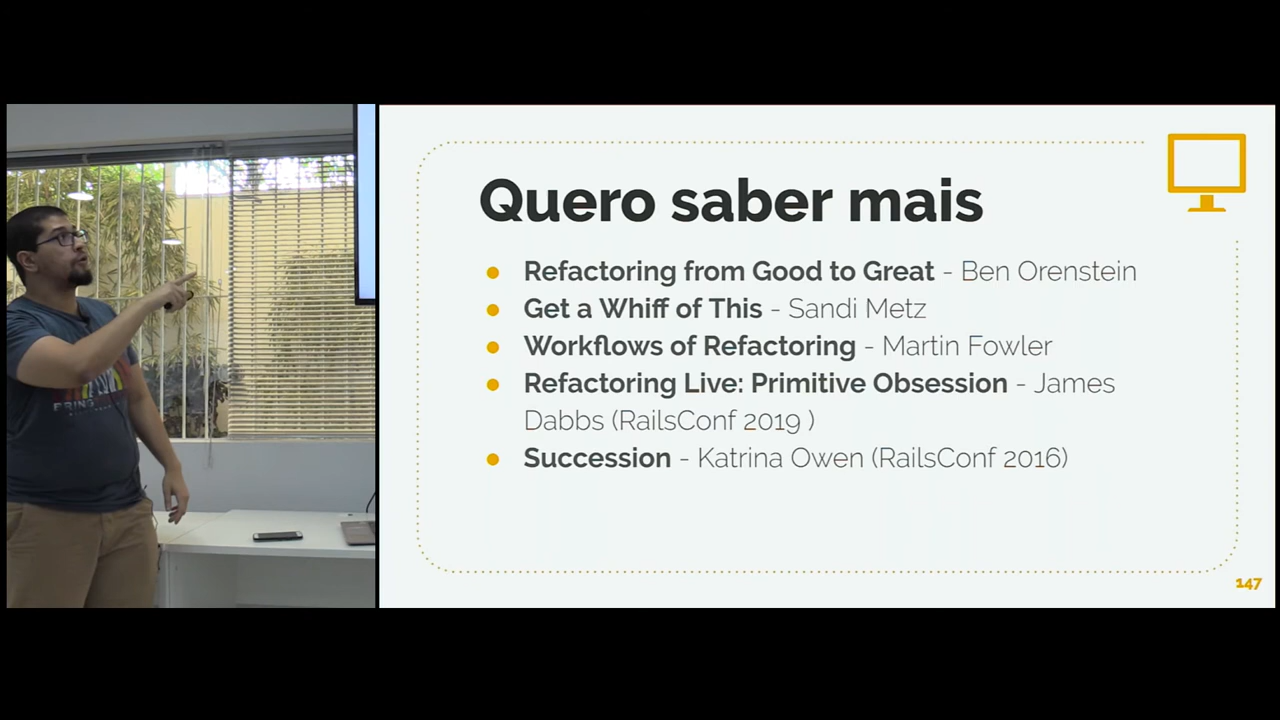 Quero saber mais
● Refactoring from Good to Great - Ben Orenstein
● Get a Whiff of This - Sandi Metz
● Workflows of Refactoring - Martin Fowler
● Refactoring Live: Primitive Obsession - James
Dabbs (RailsConf 2019 )
● Succession - Katrina Owen (RailsConf 2016)
147